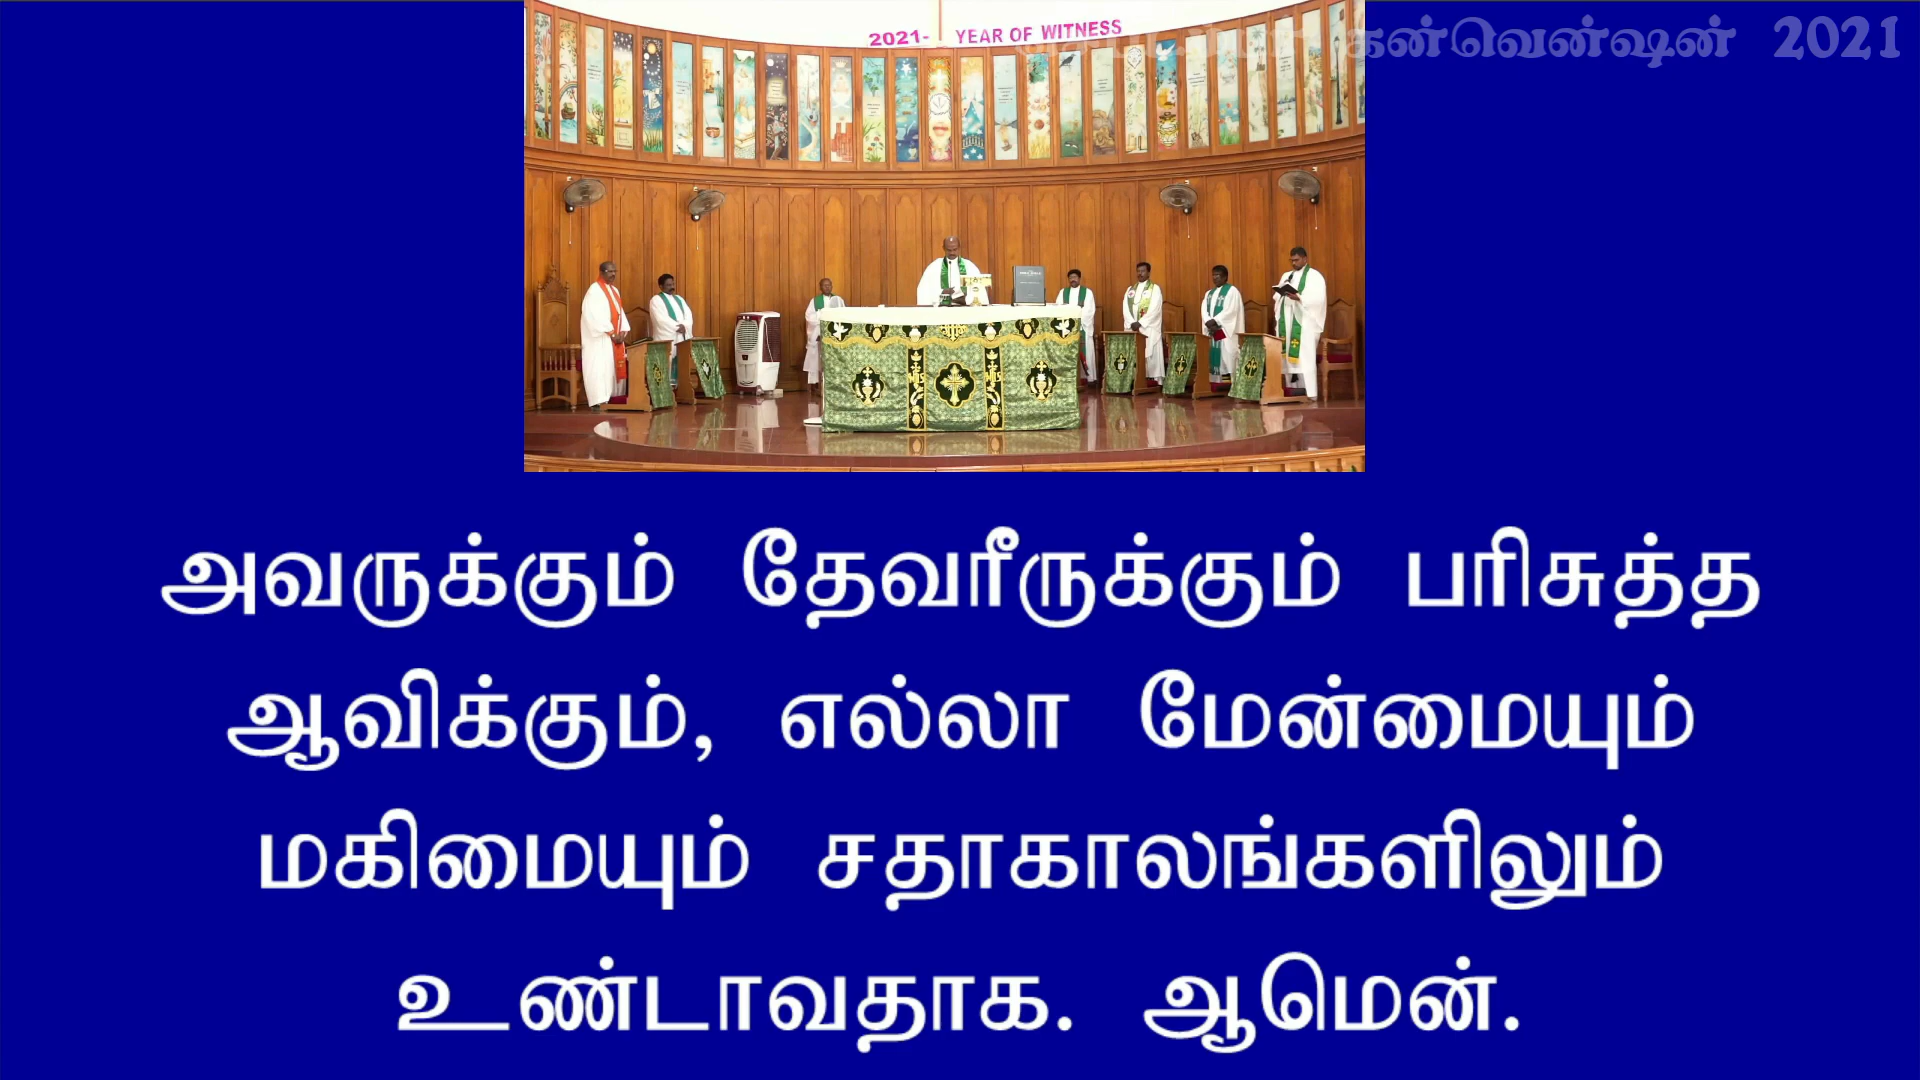 2021- YEAR OF WITNESS
கன்வென்ஷன் 2021
அவருக்கும் தேவரீருக்கும் பரிசுத்த
ஆவிக்கும், எல்லா மேன்மையும்
மகிமையும் சதாகாலங்களிலும்
உண்டாவதாக. ஆமென்.